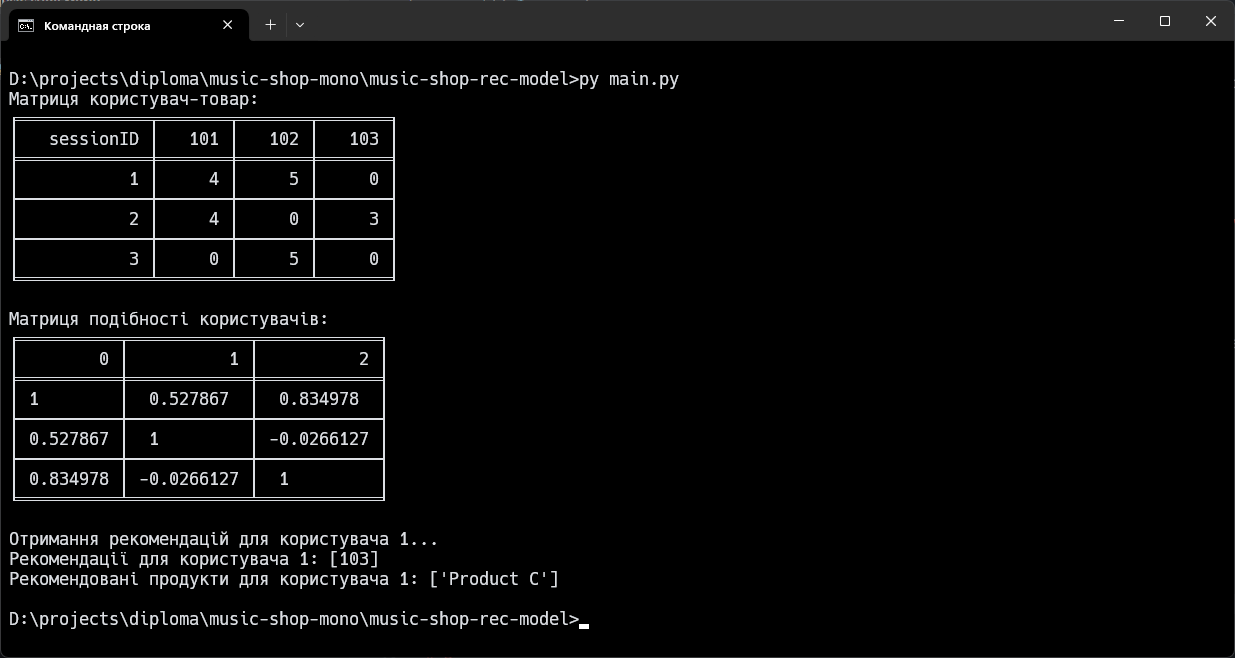 Командная строка
D:\projects\diploma\music-shop-mono\music-shop-rec-model>py main.py
Матриця користувач-товар:
sessionID 101 102 103
1 4 5 0
2 4 0 3
3 0 5 0
Матриця подібності користувачів:
0 1 2
1 0.527867 0.834978
0.527867 1 -0.0266127
0.834978 -0.0266127 1
Отримання рекомендацій для користувача 1...
Рекомендації для користувача 1: [103]
Рекомендовані продукти для користувача 1: ['Product C']
D:\projects\diploma\music-shop-mono\music-shop-rec-model>